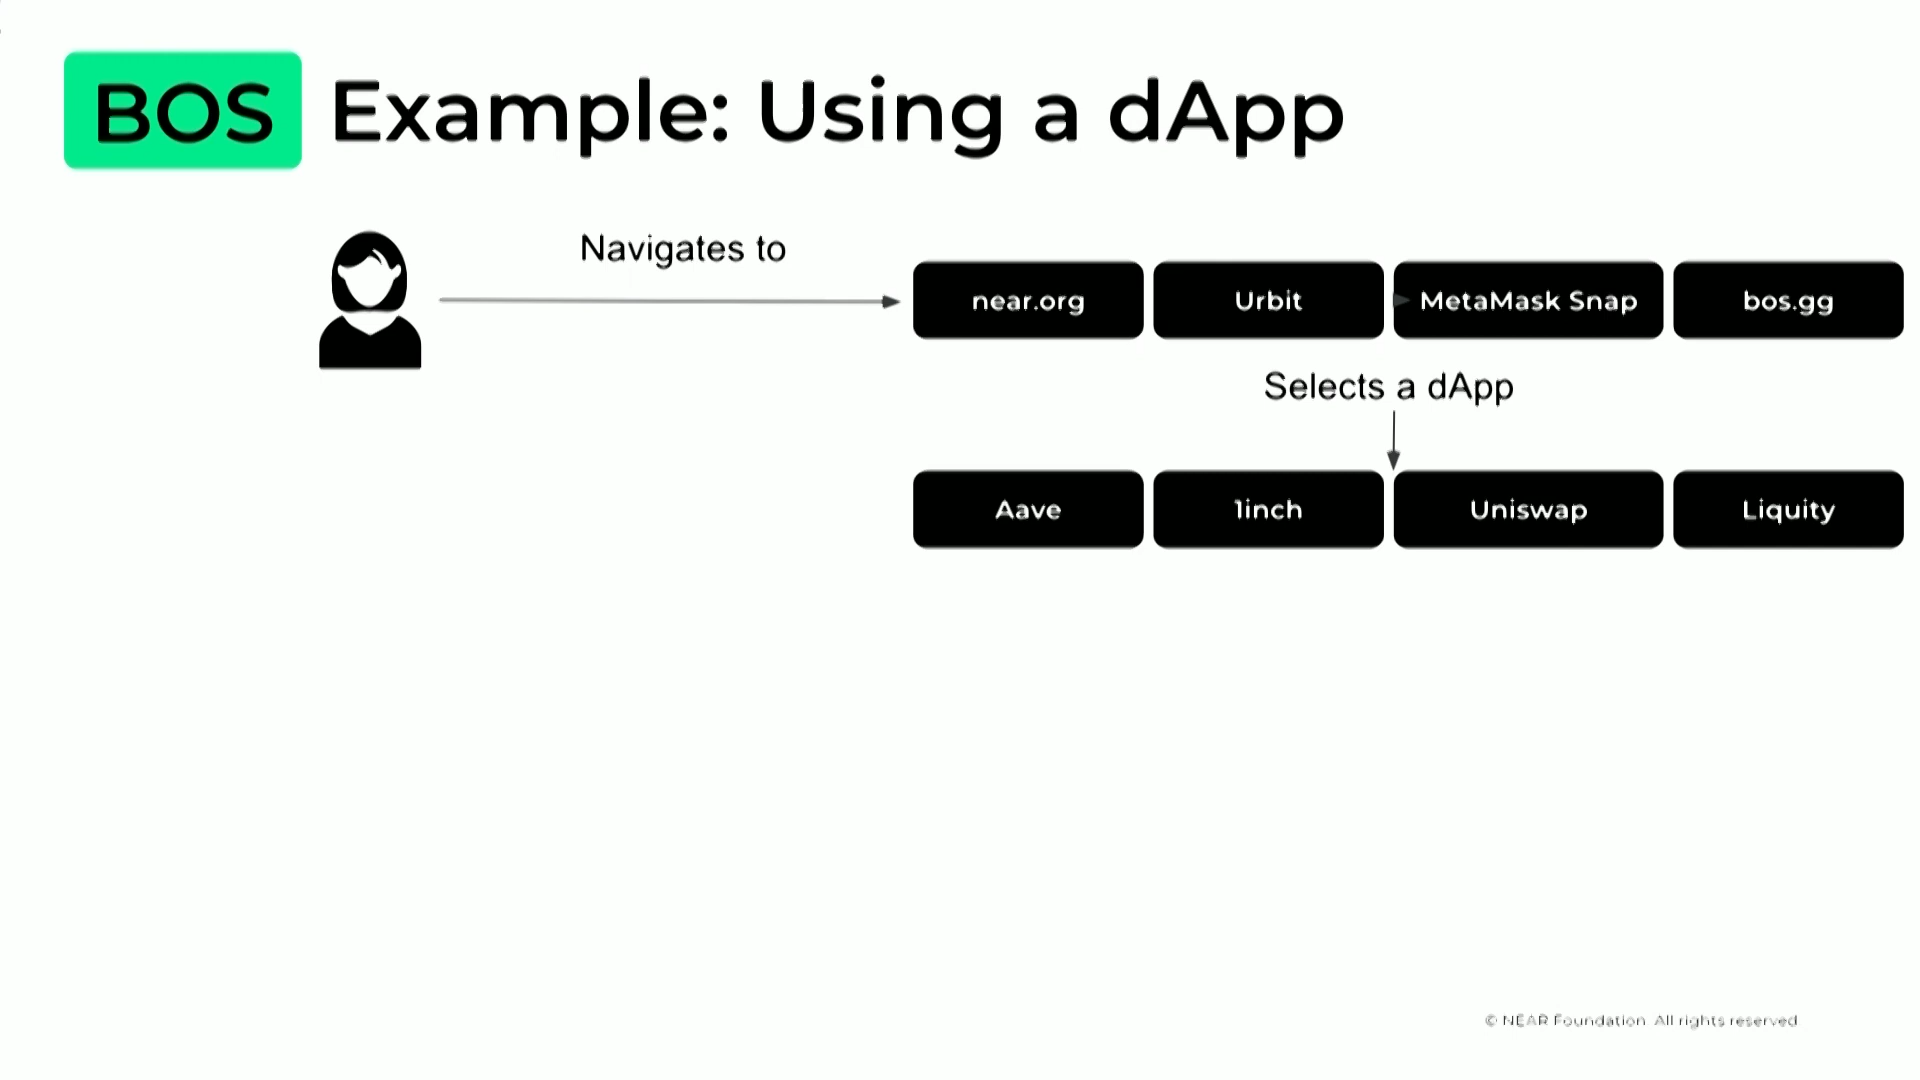 BOS Example: Using a dApp
Navigates to
near.org Urbit MetaMask Snap bos.gg
Selects a dApp
Aave 1inch Uniswap Liquity
© NEAR Foundation. All rights reserved